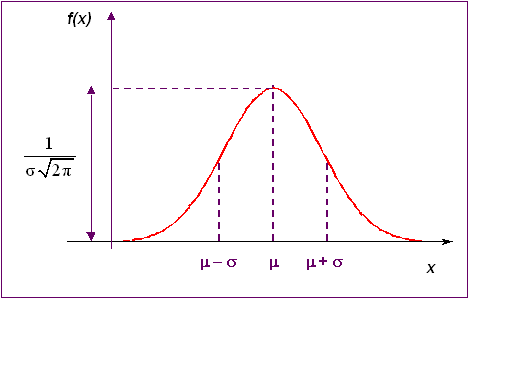 f(x)
1
σ√2π
μ – σ
μ
μ + σ
x